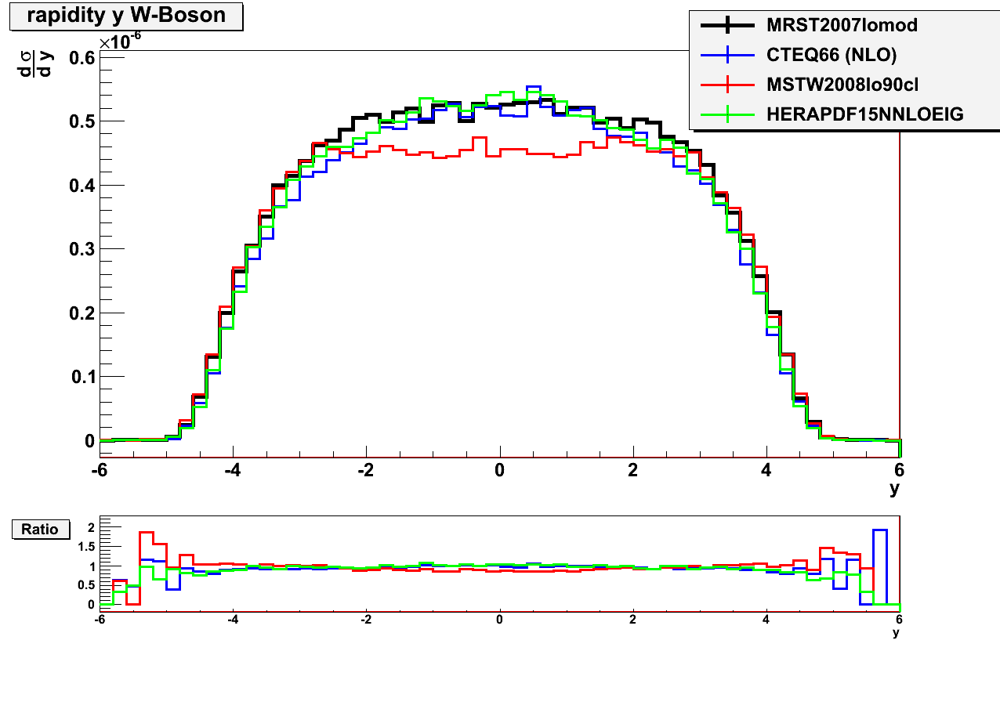 rapidity y W-Boson
×10-6
d σ
d y
MRST2007lomod
CTEQ66 (NLO)
MSTW2008lo90cl
HERAPDF15NNLOEIG
0.6
0.5
0.4
0.3
0.2
0.1
0
-6 -4 -2 0 2 4 6
y
Ratio
2
1.5
1
0.5
0
-6 -4 -2 0 2 4 6
y